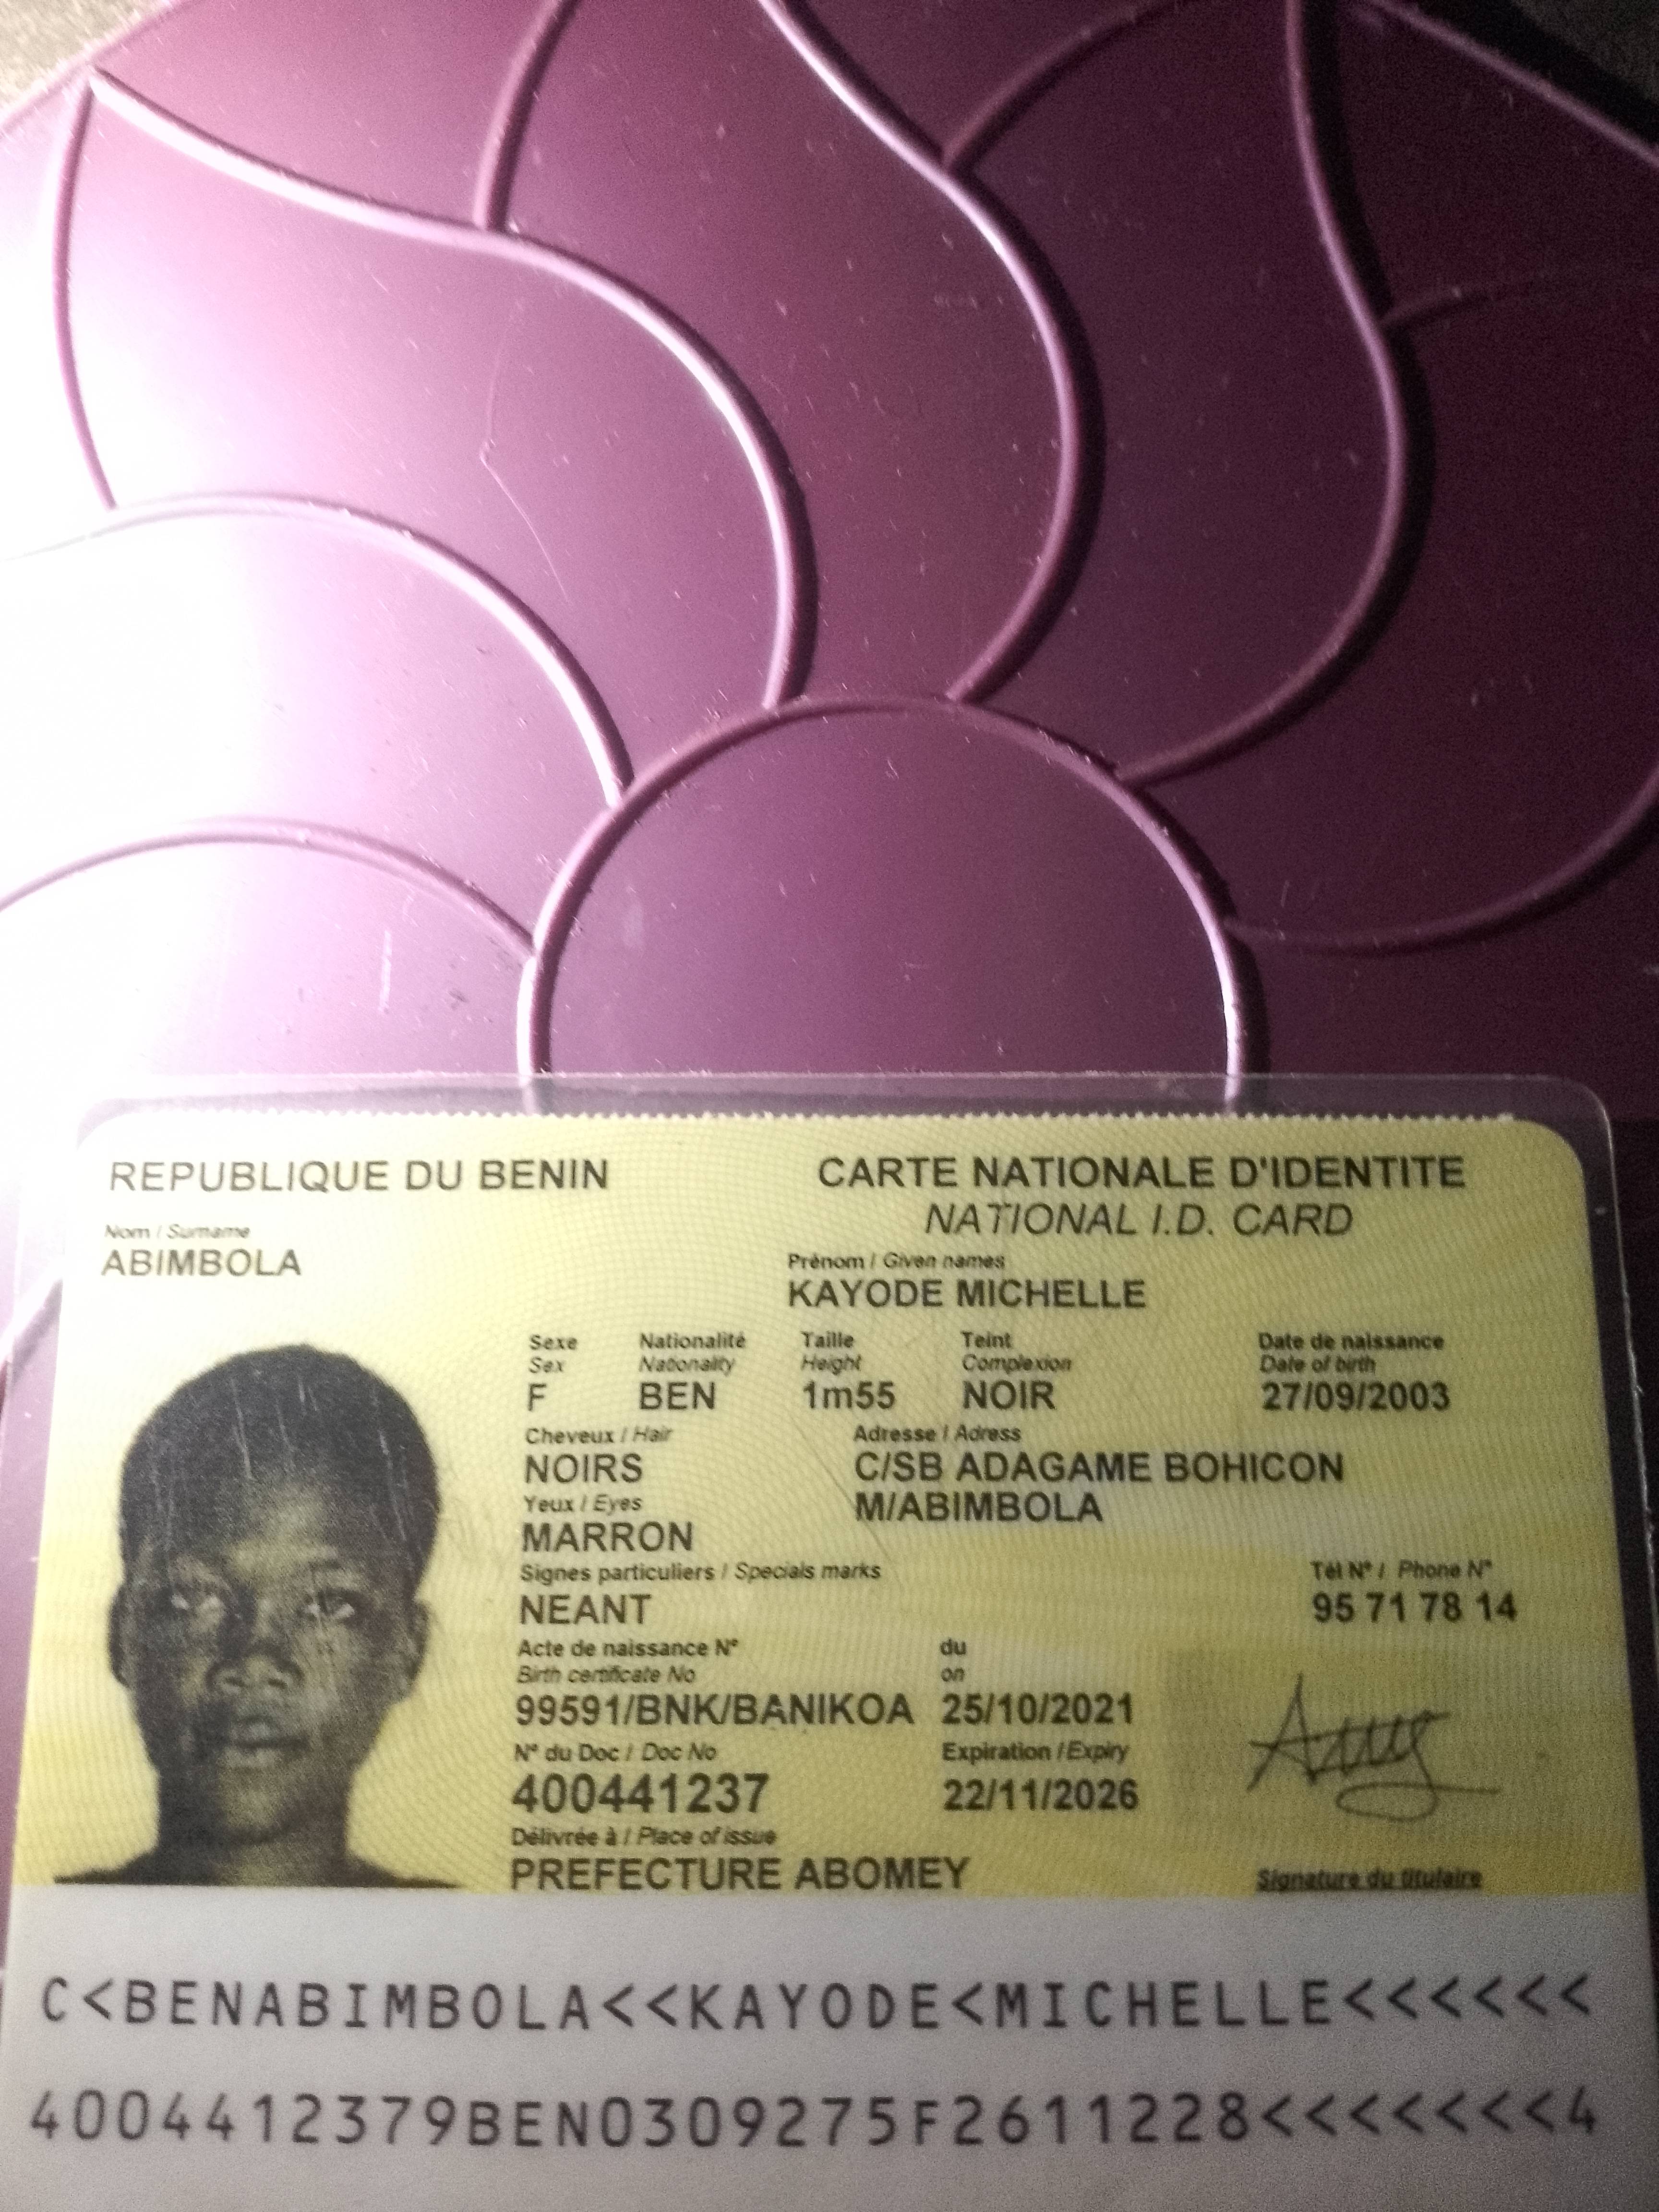 REPUBLIQUE DU BENIN
CARTE NATIONALE D'IDENTITE
NATIONAL I.D. CARD
Nom / Surname
ABIMBOLA
Prénom / Given names
KAYODE MICHELLE
Sexe Nationalité Taille Teint Date de naissance
Sex Nationality Height Complexion Date of birth
F BEN 1m55 NOIR 27/09/2003
Cheveux / Hair Adresse / Adress
NOIRS C/SB ADAGAME BOHICON
Yeux / Eyes M/ABIMBOLA
MARRON
Signes particuliers / Specials marks Tél N° / Phone N°
NEANT 95 71 78 14
Acte de naissance N° du
Birth certificate No on
99591/BNK/BANIKOA 25/10/2021
N° du Doc / Doc No Expiration / Expiry
400441237 22/11/2026
Délivrée à / Place of issue
PREFECTURE ABOMEY Signature du titulaire
C<BENABIMBOLA<<KAYODE<MICHELLE<<<<<<
4004412379BEN0309275F2611228<<<<<<<4